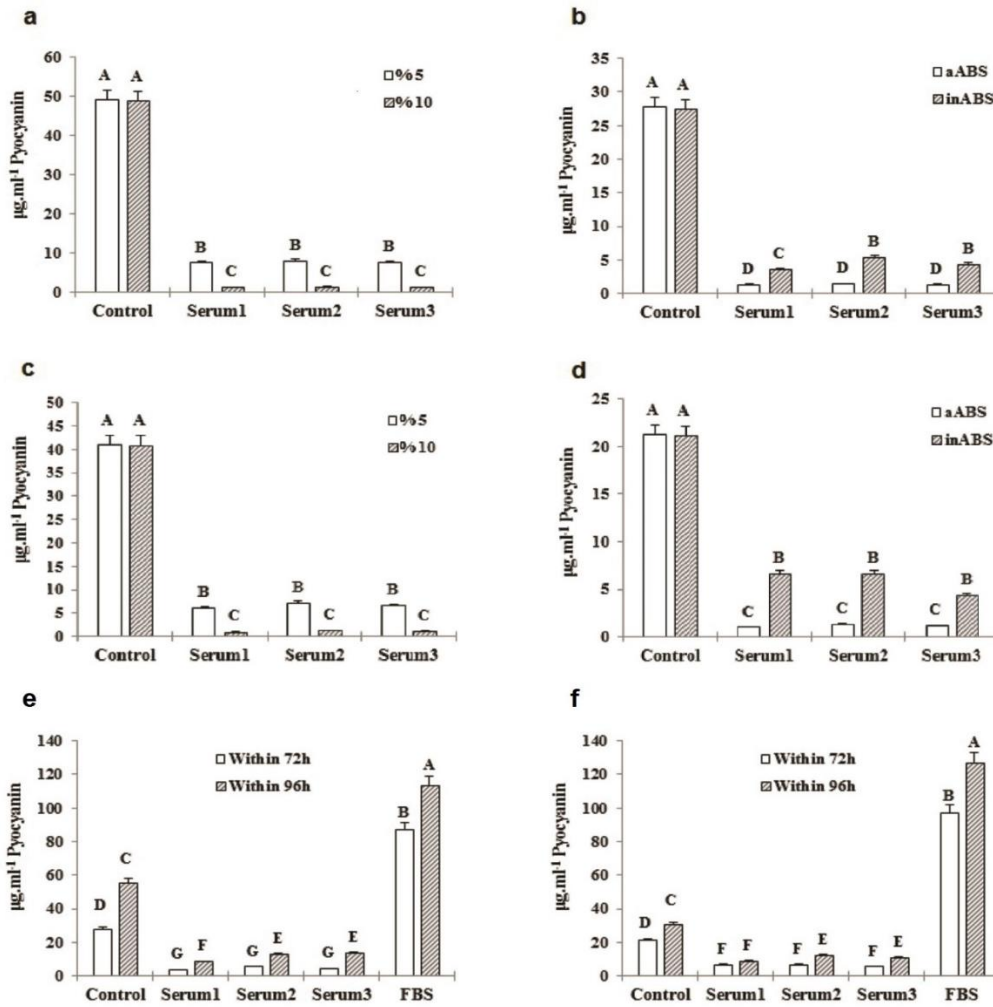 a
60
50
40
30
20
10
0
µg.ml-1 Pyocyanin
A A
B C
B C
B C
%5
%10
Control Serum1 Serum2 Serum3
b
35
30
25
20
15
10
5
0
µg.ml-1 Pyocyanin
A A
D C
D B
D B
aABS
inABS
Control Serum1 Serum2 Serum3
c
50
45
40
35
30
25
20
15
10
5
0
µg.ml-1 Pyocyanin
A A
B C
B C
B C
%5
%10
Control Serum1 Serum2 Serum3
d
25
20
15
10
5
0
µg.ml-1 Pyocyanin
A A
C B
C B
C B
aABS
inABS
Control Serum1 Serum2 Serum3
e
140
120
100
80
60
40
20
0
µg.ml-1 Pyocyanin
Within 72h
Within 96h
D C
G F
G E
G E
B A
Control Serum1 Serum2 Serum3 FBS
f
140
120
100
80
60
40
20
0
µg.ml-1 Pyocyanin
Within 72h
Within 96h
D C
F F
F E
F E
B A
Control Serum1 Serum2 Serum3 FBS